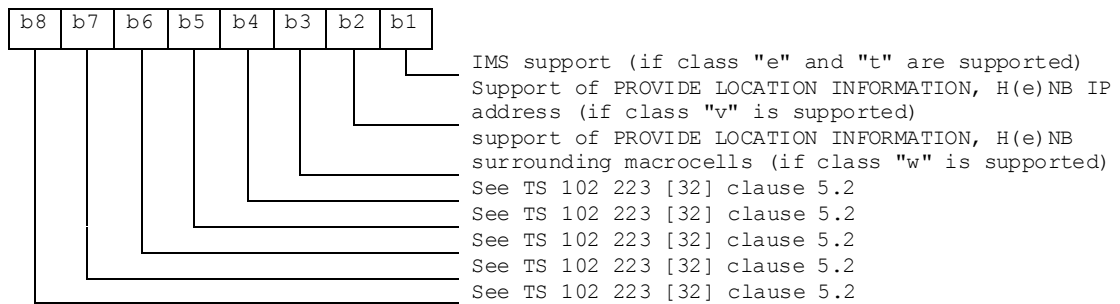 b8 b7 b6 b5 b4 b3 b2 b1
IMS support (if class "e" and "t" are supported)
Support of PROVIDE LOCATION INFORMATION, H(e)NB IP
address (if class "v" is supported)
support of PROVIDE LOCATION INFORMATION, H(e)NB
surrounding macrocells (if class "w" is supported)
See TS 102 223 [32] clause 5.2
See TS 102 223 [32] clause 5.2
See TS 102 223 [32] clause 5.2
See TS 102 223 [32] clause 5.2
See TS 102 223 [32] clause 5.2